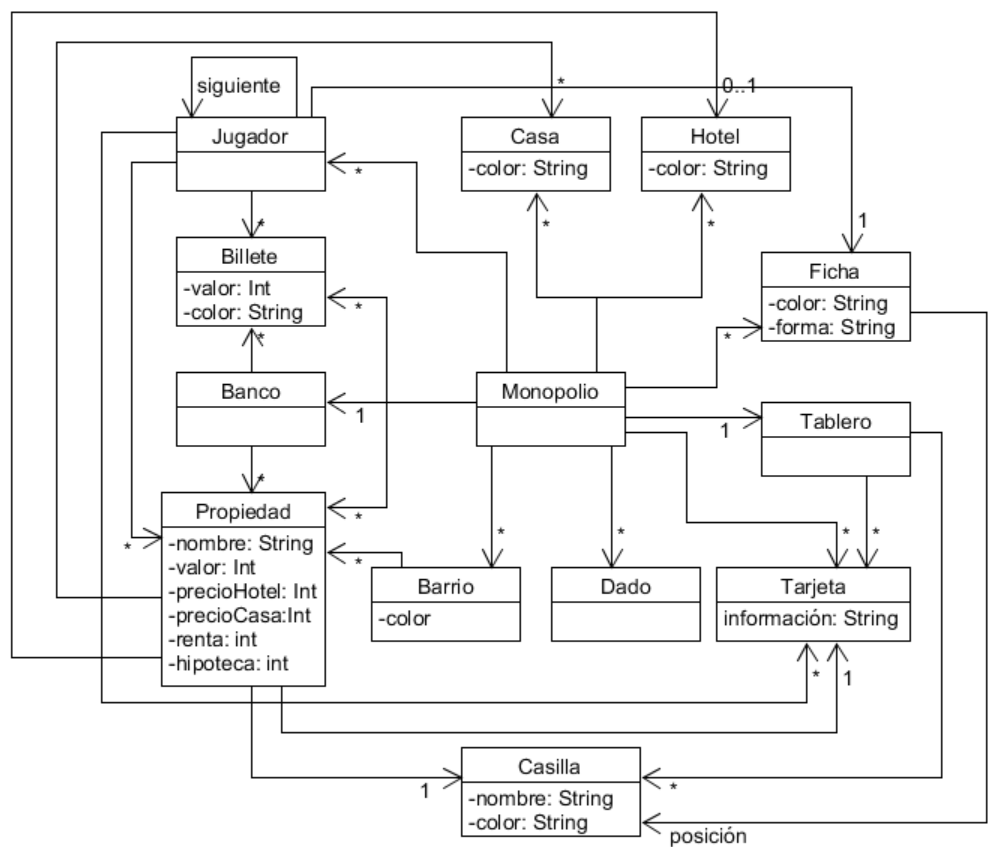 0..1
*
siguiente
Jugador
Casa
-color: String
Hotel
-color: String
*
*
*
*
1
Billete
-valor: Int
-color: String
Ficha
-color: String
-forma: String
*
*
*
Banco
Monopolio
1
1
Tablero
*
Propiedad
-nombre: String
-valor: Int
-precioHotel: Int
-precioCasa:Int
-renta: int
-hipoteca: int
*
*
*
*
*
*
*
Barrio
-color
Dado
Tarjeta
información: String
*
1
Casilla
-nombre: String
-color: String
1
*
posición